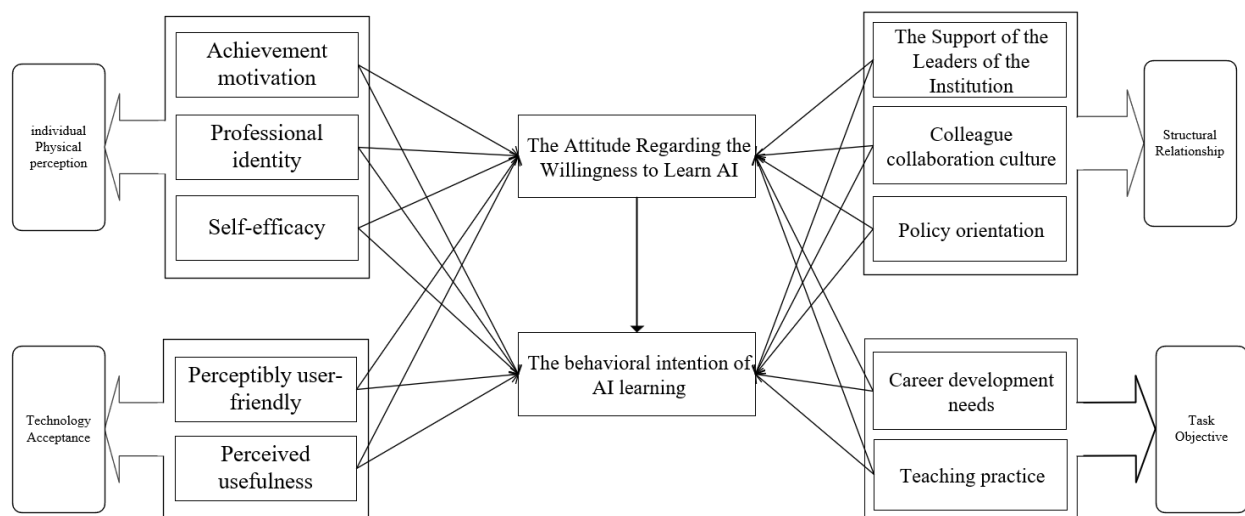 individual
Physical
perception
Achievement
motivation
Professional
identity
Self-efficacy
Technology
Acceptance
Perceptibly user-
friendly
Perceived
usefulness
The Attitude Regarding the
Willingness to Learn AI
The behavioral intention of
AI learning
The Support of the
Leaders of the
Institution
Colleague
collaboration culture
Policy orientation
Structural
Relationship
Career development
needs
Teaching practice
Task
Objective